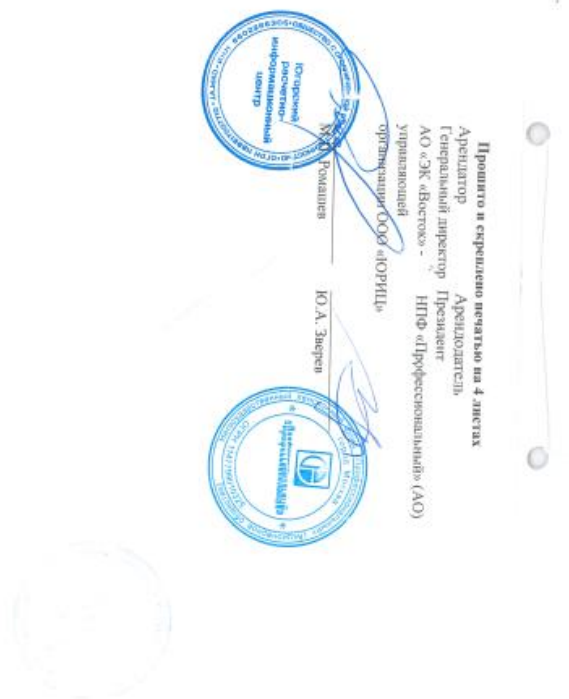 Прошито и скреплено печатью на 4 листах
Арендатор Арендодатель
Генеральный директор Президент
АО «ЭК «Восток» - НПФ «Профессиональный» (АО)
управляющей
организации ООО «ЮРИЦ»
Ромашев Ю.А. Зверев
Югорский
расчетно-
информационный
центр
«Профессиональный»